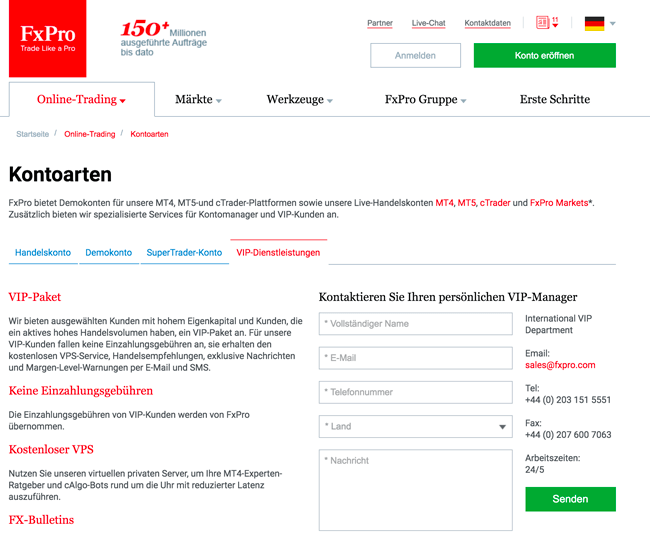 FxPro
Trade Like a Pro
150+ Millionen
ausgeführte Aufträge
bis dato
Partner
Live-Chat
Kontaktdaten
11
Anmelden
Konto eröffnen
Online-Trading
Märkte
Werkzeuge
FxPro Gruppe
Erste Schritte
Startseite / Online-Trading / Kontoarten
Kontoarten
FxPro bietet Demokonten für unsere MT4, MT5-und cTrader-Plattformen sowie unsere Live-Handelskonten MT4, MT5, cTrader und FxPro Markets*.
Zusätzlich bieten wir spezialisierte Services für Kontomanager und VIP-Kunden an.
Handelskonto
Demokonto
SuperTrader-Konto
VIP-Dienstleistungen
VIP-Paket
Wir bieten ausgewählten Kunden mit hohem Eigenkapital und Kunden, die
ein aktives hohes Handelsvolumen haben, ein VIP-Paket an. Für unsere
VIP-Kunden fallen keine Einzahlungsgebühren an, sie erhalten den
kostenlosen VPS-Service, Handelsempfehlungen, exklusive Nachrichten
und Margen-Level-Warnungen per E-Mail und SMS.
Keine Einzahlungsgebühren
Die Einzahlungsgebühren von VIP-Kunden werden von FxPro
übernommen.
Kostenloser VPS
Nutzen Sie unseren virtuellen privaten Server, um Ihre MT4-Experten-
Ratgeber und cAlgo-Bots rund um die Uhr mit reduzierter Latenz
auszuführen.
FX-Bulletins
Kontaktieren Sie Ihren persönlichen VIP-Manager
* Vollständiger Name
* E-Mail
* Telefonnummer
* Land
* Nachricht
International VIP
Department
Email:
sales@fxpro.com
Tel:
+44 (0) 203 151 5551
Fax:
+44 (0) 207 600 7063
Arbeitszeiten:
24/5
Senden